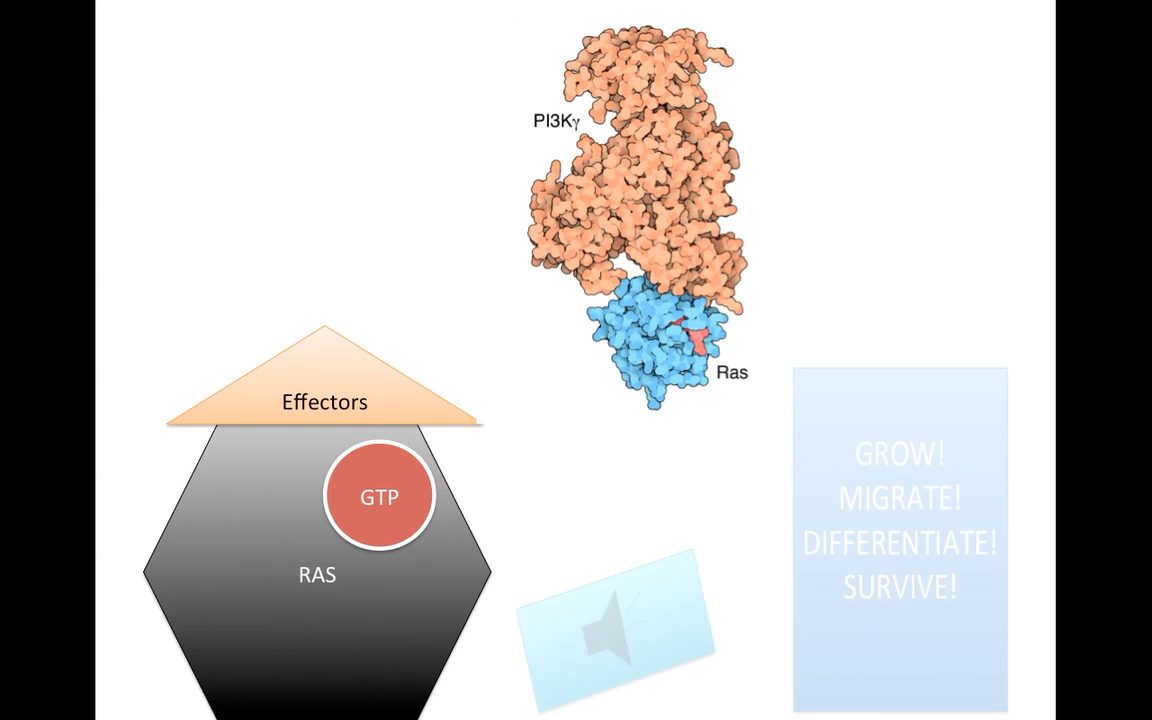 PI3Kγ
Ras
Effectors
GTP
RAS
GROW!
MIGRATE!
DIFFERENTIATE!
SURVIVE!